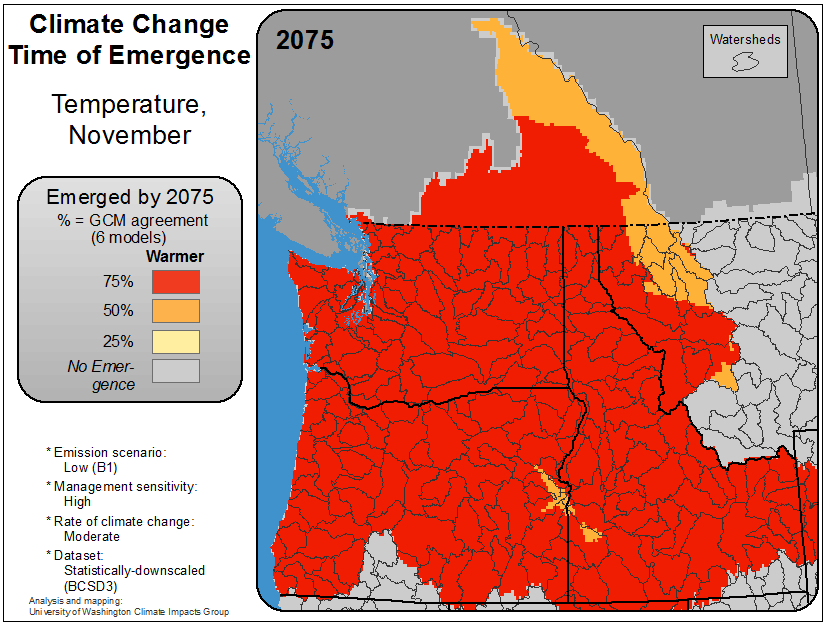 Climate Change
Time of Emergence
Temperature,
November
Emerged by 2075
% = GCM agreement
(6 models)
Warmer
75%
50%
25%
No Emer-
gence
* Emission scenario:
Low (B1)
* Management sensitivity:
High
* Rate of climate change:
Moderate
* Dataset:
Statistically-downscaled
(BCSD3)
Analysis and mapping:
University of Washington Climate Impacts Group
2075
Watersheds